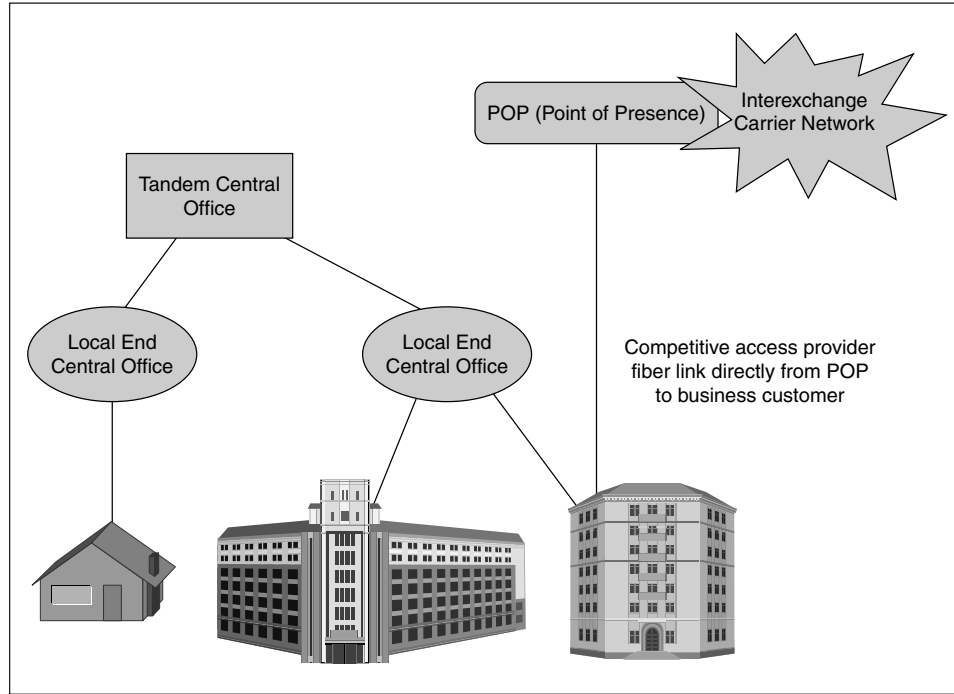 POP (Point of Presence)
Interexchange
Carrier Network
Tandem Central
Office
Local End
Central Office
Local End
Central Office
Competitive access provider
fiber link directly from POP
to business customer